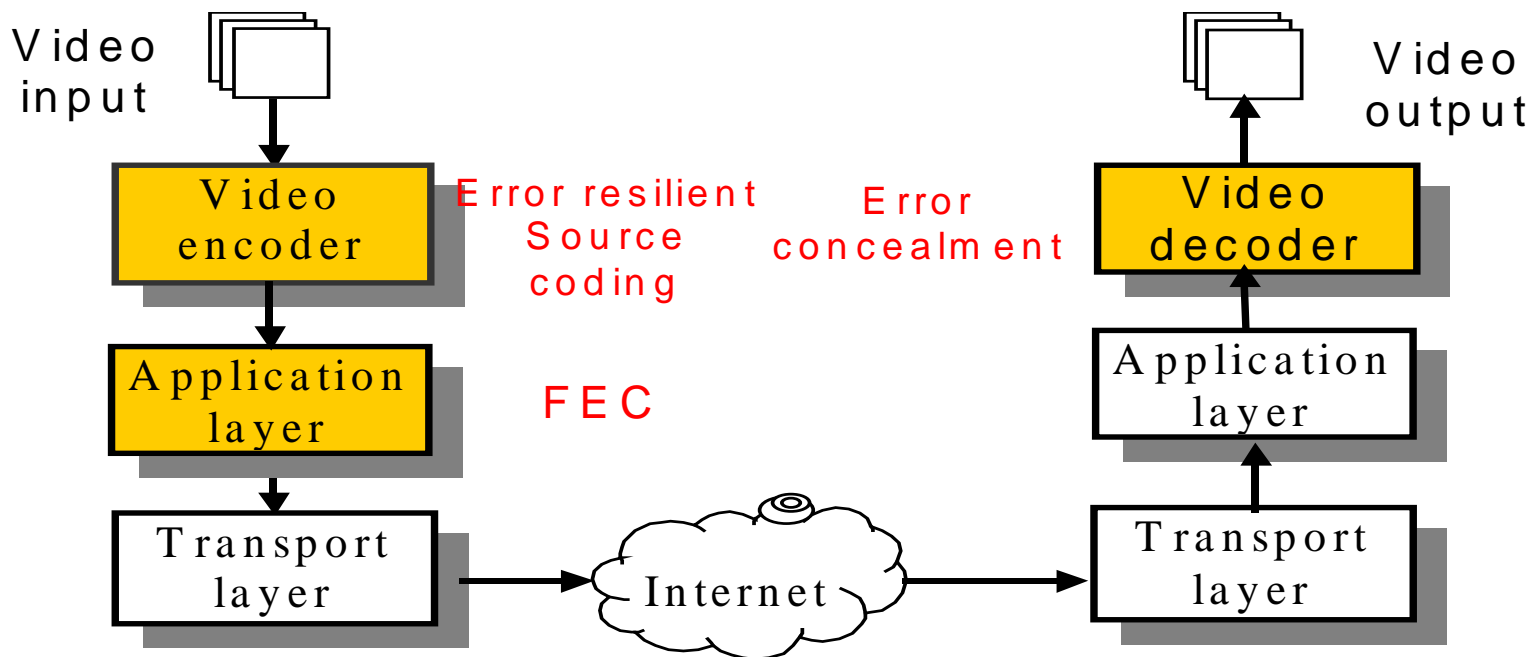 Video
input
Video
encoder
Error resilient
Source
coding
Application
layer
FEC
Transport
layer
Internet
Video
output
Error
concealment
Video
decoder
Application
layer
Transport
layer